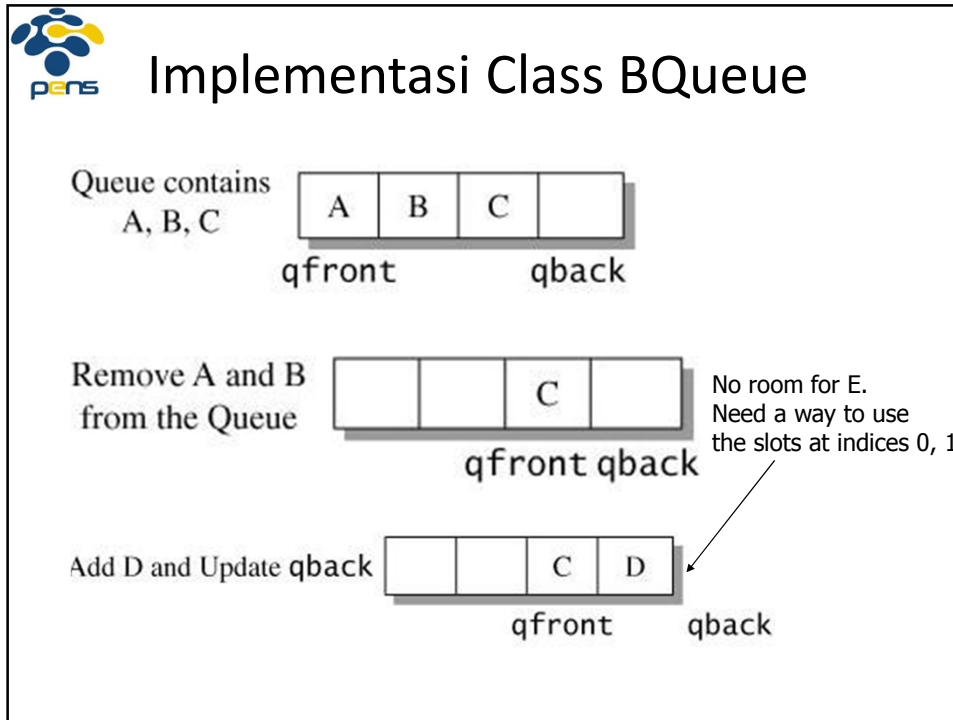 pens
Implementasi Class BQueue
Queue contains
A, B, C
A B C
qfront qback
Remove A and B
from the Queue
C
qfront qback
No room for E.
Need a way to use
the slots at indices 0, 1
Add D and Update qback
C D
qfront qback